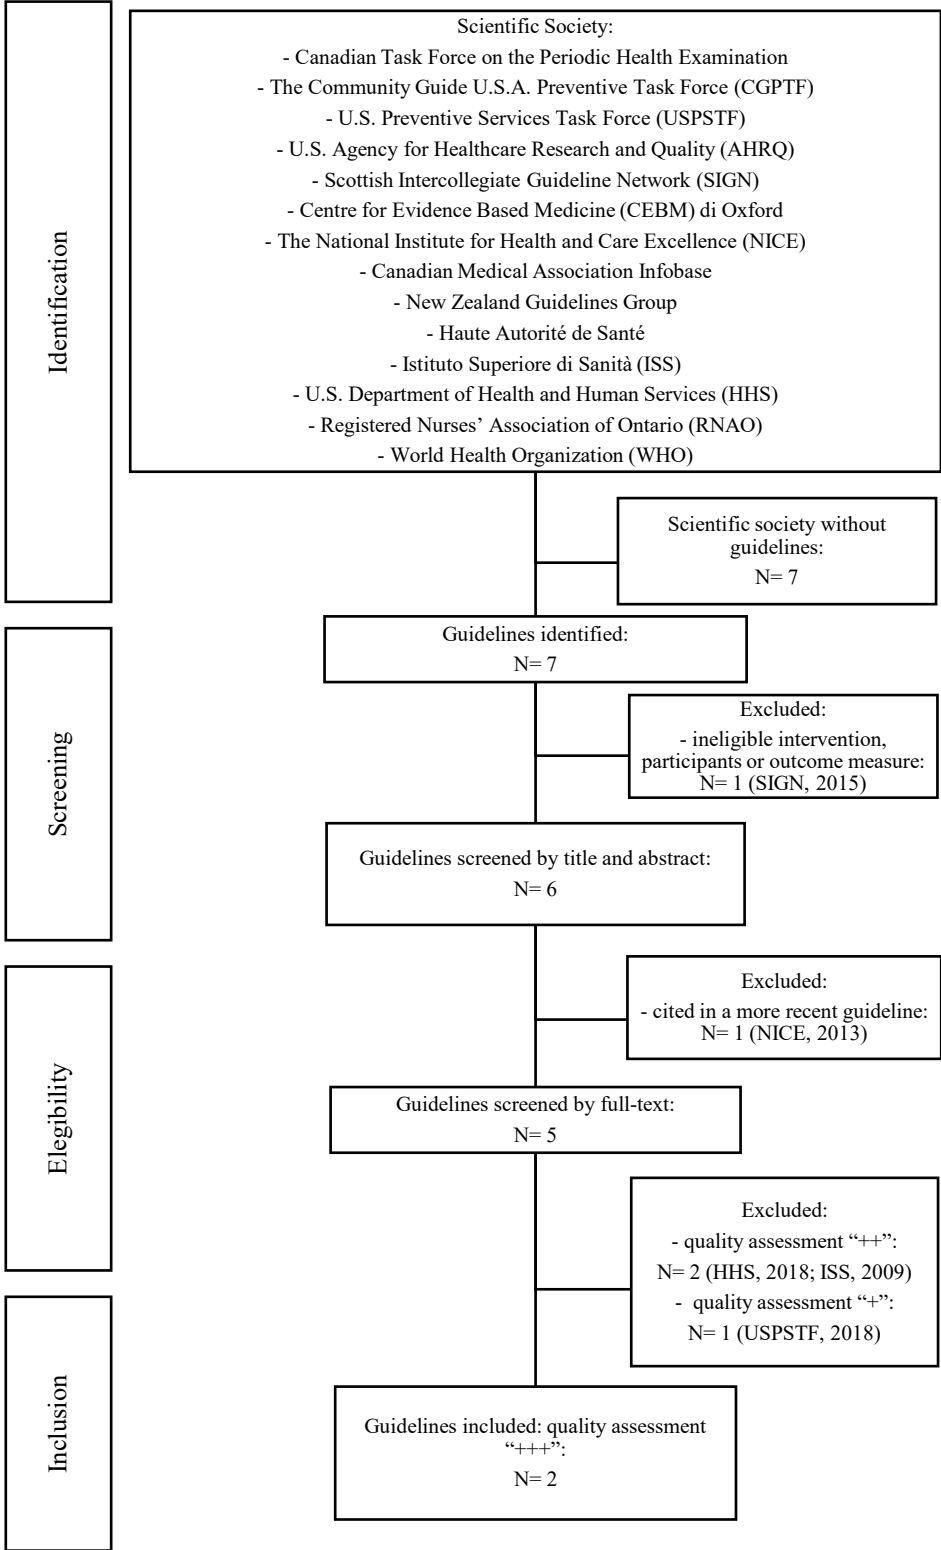 Identification
Scientific Society:
- Canadian Task Force on the Periodic Health Examination
- The Community Guide U.S.A. Preventive Task Force (CGPTF)
- U.S. Preventive Services Task Force (USPSTF)
- U.S. Agency for Healthcare Research and Quality (AHRQ)
- Scottish Intercollegiate Guideline Network (SIGN)
- Centre for Evidence Based Medicine (CEBM) di Oxford
- The National Institute for Health and Care Excellence (NICE)
- Canadian Medical Association Infobase
- New Zealand Guidelines Group
- Haute Autorité de Santé
- Istituto Superiore di Sanità (ISS)
- U.S. Department of Health and Human Services (HHS)
- Registered Nurses’ Association of Ontario (RNAO)
- World Health Organization (WHO)
Scientific society without
guidelines:
N= 7
Screening
Guidelines identified:
N= 7
Excluded:
- ineligible intervention,
participants or outcome measure:
N= 1 (SIGN, 2015)
Guidelines screened by title and abstract:
N= 6
Elegibility
Excluded:
- cited in a more recent guideline:
N= 1 (NICE, 2013)
Guidelines screened by full-text:
N= 5
Excluded:
- quality assessment “++”:
N= 2 (HHS, 2018; ISS, 2009)
- quality assessment “+”:
N= 1 (USPSTF, 2018)
Inclusion
Guidelines included: quality assessment
“+++”:
N= 2